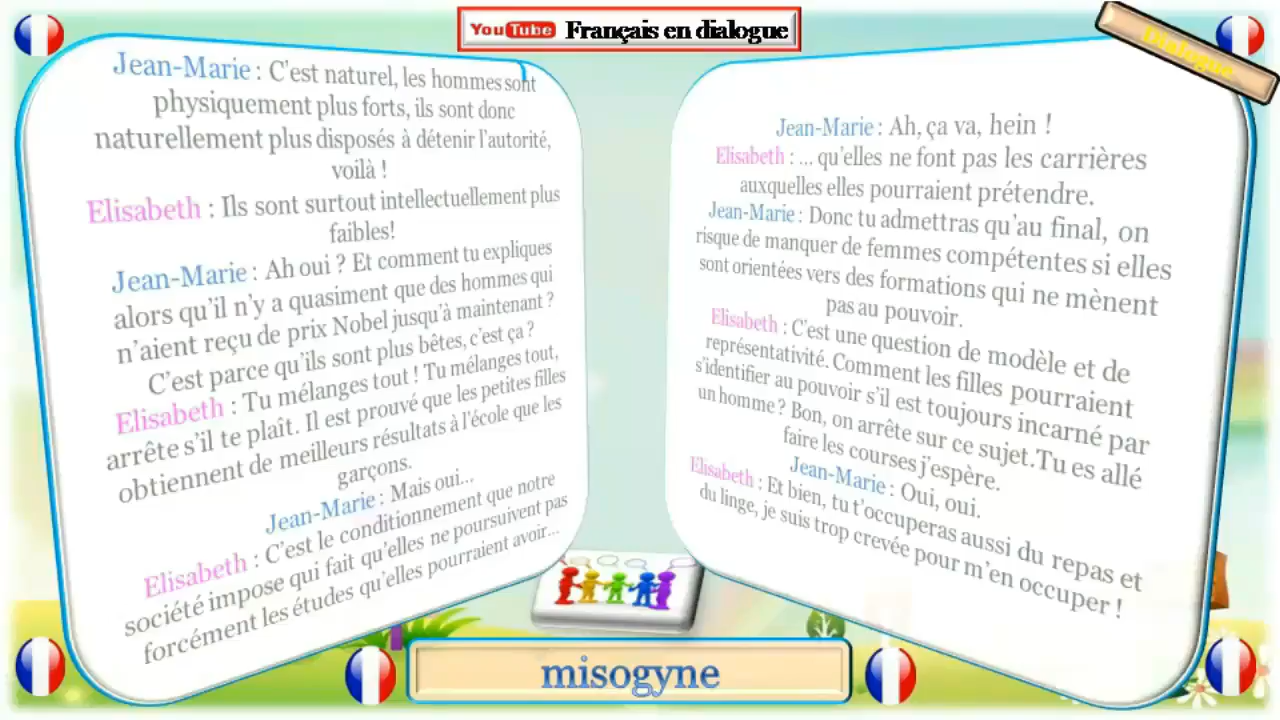 YouTube Français en dialogue
Dialogue
Jean-Marie : C'est naturel, les hommes sont
physiquement plus forts, ils sont donc
naturellement plus disposés à détenir l'autorité,
voilà !
Elisabeth : Ils sont surtout intellectuellement plus
faibles!
Jean-Marie : Ah oui ? Et comment tu expliques
alors qu'il n'y a quasiment que des hommes qui
n'aient reçu de prix Nobel jusqu'à maintenant ?
C'est parce qu'ils sont plus bêtes, c'est ça ?
Elisabeth : Tu mélanges tout ! Tu mélanges tout,
arrête s'il te plaît. Il est prouvé que les petites filles
obtiennent de meilleurs résultats à l'école que les
garçons.
Jean-Marie : Mais oui...
Elisabeth : C'est le conditionnement que notre
société impose qui fait qu'elles ne poursuivent pas
forcément les études qu'elles pourraient avoir...
Jean-Marie : Ah, ça va, hein !
Elisabeth : ... qu'elles ne font pas les carrières
auxquelles elles pourraient prétendre.
Jean-Marie : Donc tu admettras qu'au final, on
risque de manquer de femmes compétentes si elles
sont orientées vers des formations qui ne mènent
pas au pouvoir.
Elisabeth : C'est une question de modèle et de
représentativité. Comment les filles pourraient
s'identifier au pouvoir s'il est toujours incarné par
un homme ? Bon, on arrête sur ce sujet.Tu es allé
faire les courses j'espère.
Jean-Marie : Oui, oui.
Elisabeth : Et bien, tu t'occuperas aussi du repas et
du linge, je suis trop crevée pour m'en occuper !
misogyne